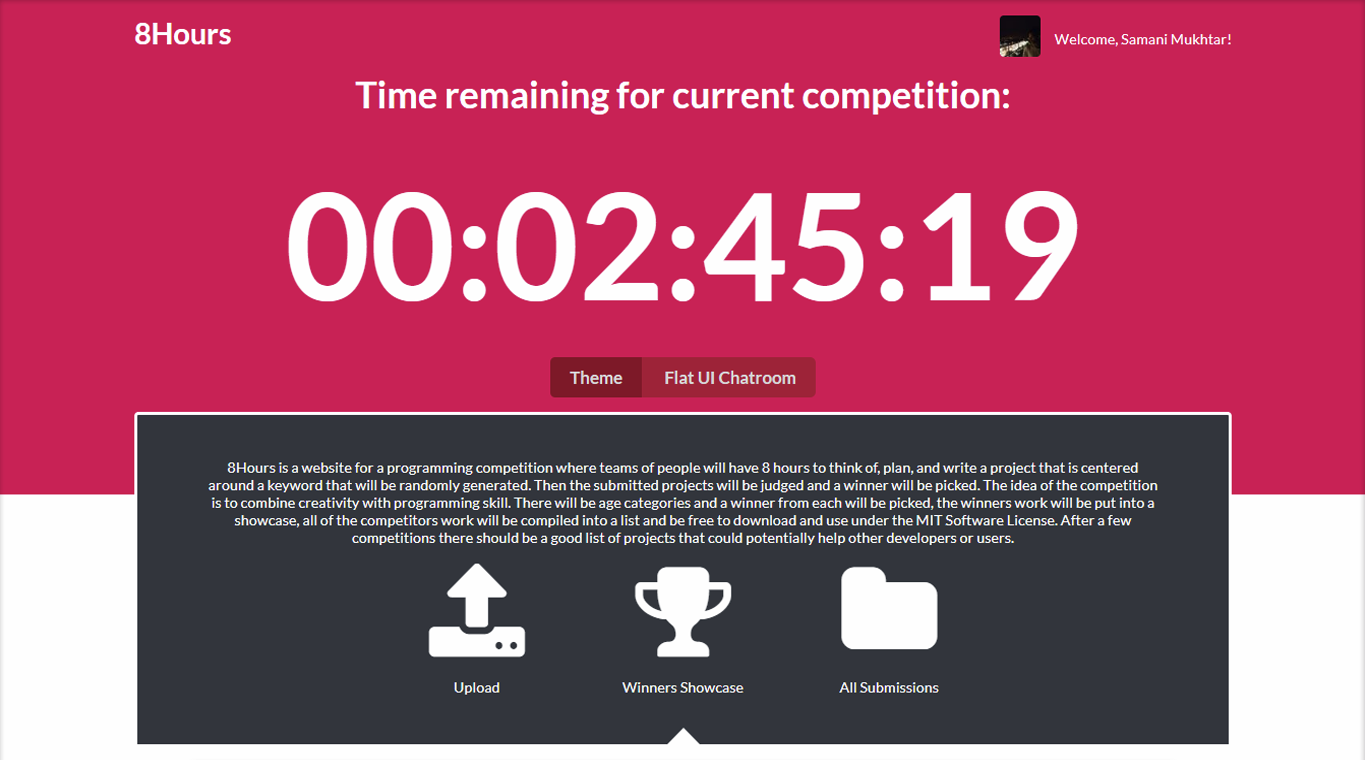 8Hours
Welcome, Samani Mukhtar!
Time remaining for current competition:
00:02:45:19
Theme
Flat UI Chatroom
8Hours is a website for a programming competition where teams of people will have 8 hours to think of, plan, and write a project that is centered
around a keyword that will be randomly generated. Then the submitted projects will be judged and a winner will be picked. The idea of the competition
is to combine creativity with programming skill. There will be age categories and a winner from each will be picked, the winners work will be put into a
showcase, all of the competitors work will be compiled into a list and be free to download and use under the MIT Software License. After a few
competitions there should be a good list of projects that could potentially help other developers or users.
Upload
Winners Showcase
All Submissions